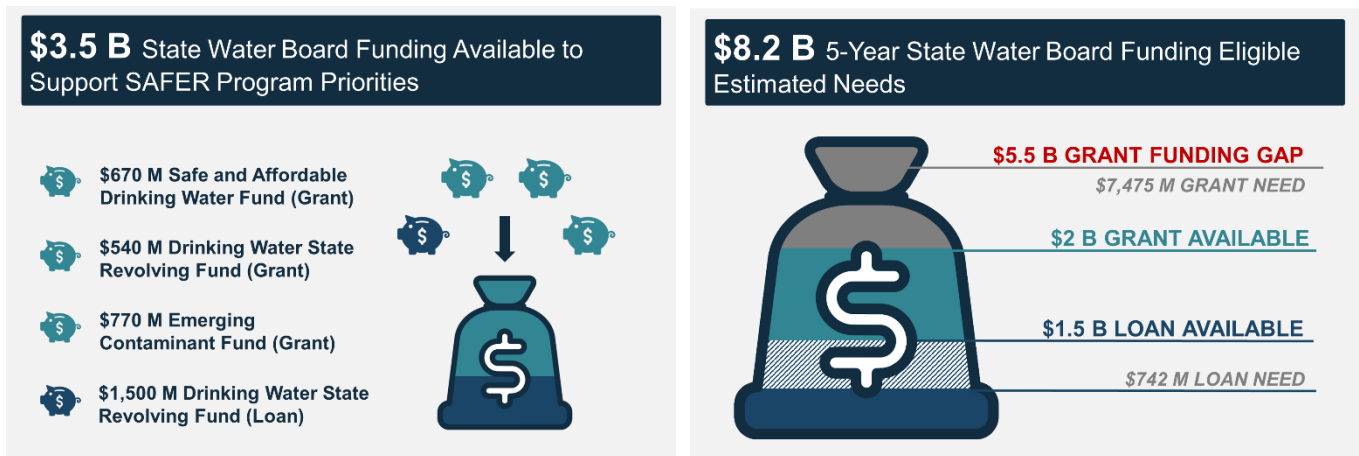 $3.5 B State Water Board Funding Available to
Support SAFER Program Priorities
$670 M Safe and Affordable
Drinking Water Fund (Grant)
$540 M Drinking Water State
Revolving Fund (Grant)
$770 M Emerging
Contaminant Fund (Grant)
$1,500 M Drinking Water State
Revolving Fund (Loan)
$
$
$
$
$
$
$
$
$
$8.2 B 5-Year State Water Board Funding Eligible
Estimated Needs
$5.5 B GRANT FUNDING GAP
$7,475 M GRANT NEED
$2 B GRANT AVAILABLE
$1.5 B LOAN AVAILABLE
$742 M LOAN NEED
$